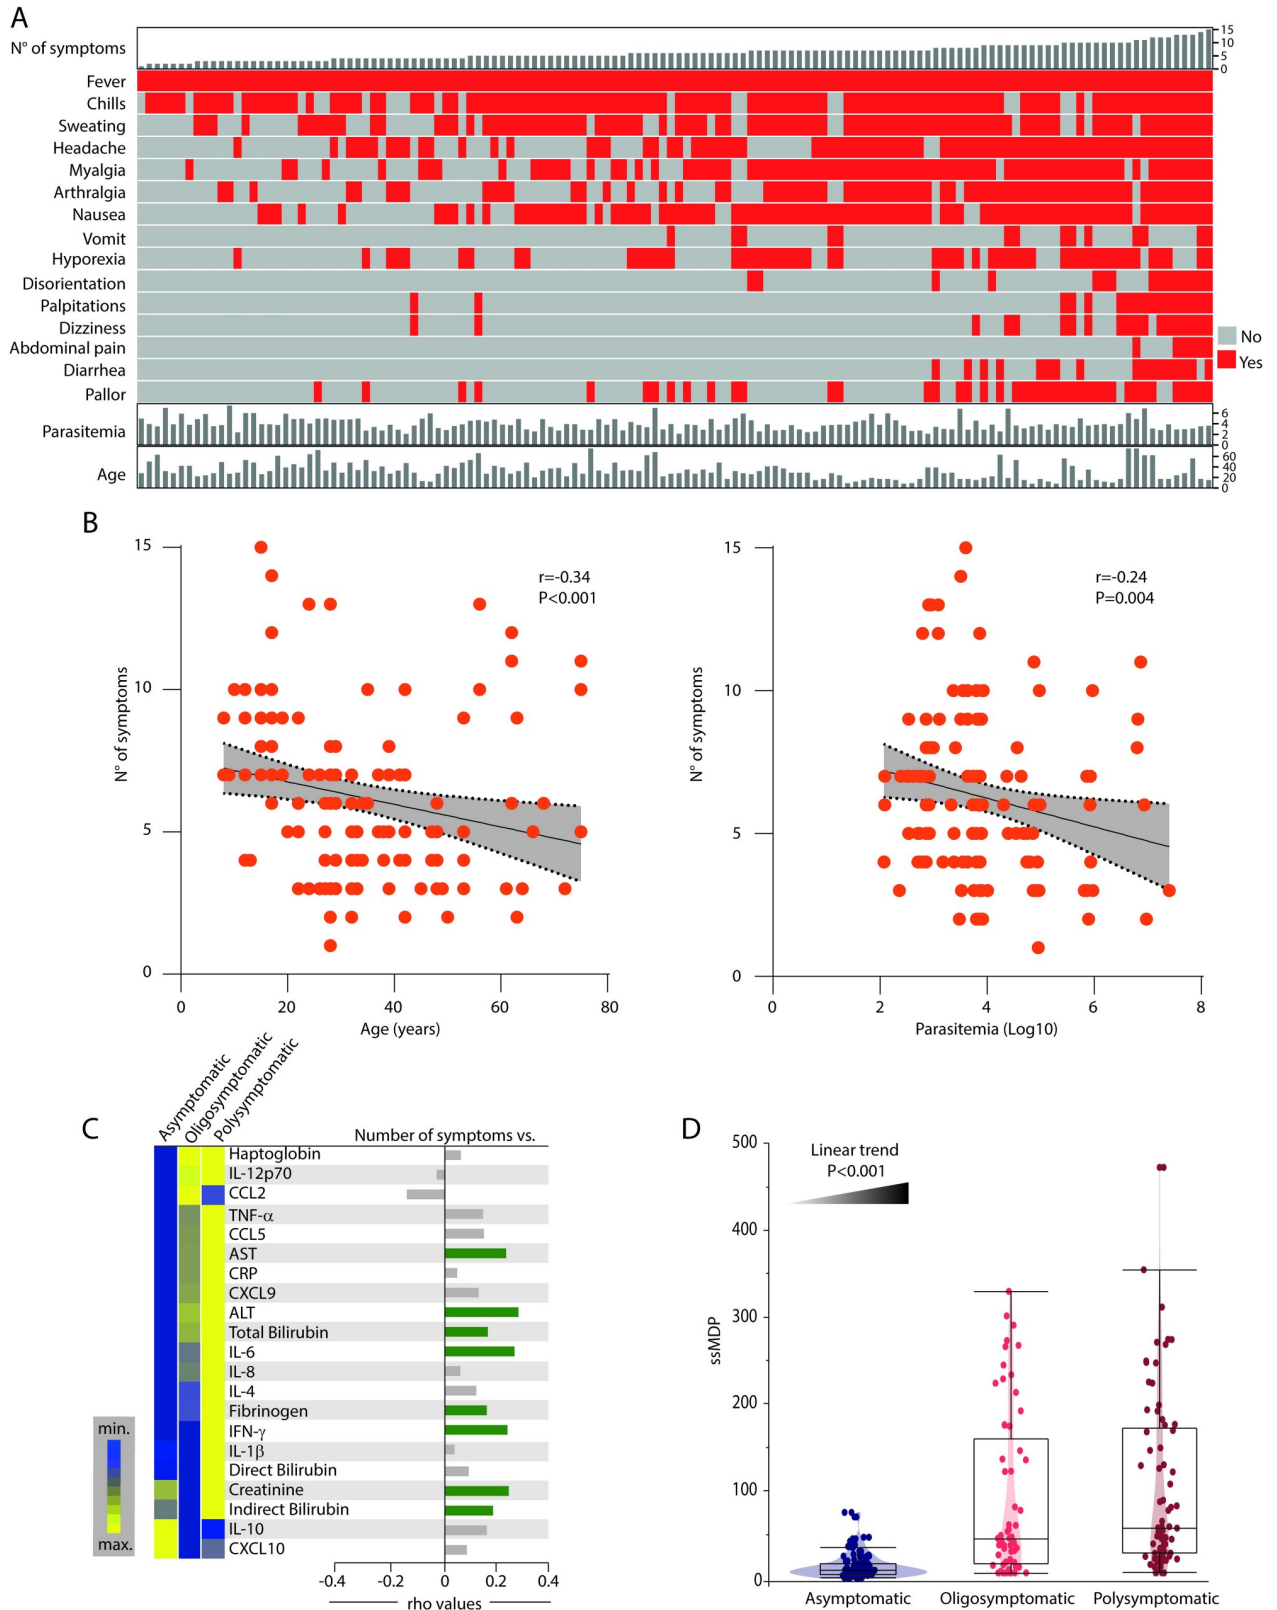 A
N° of symptoms
15
10
5
0
Fever
Chills
Sweating
Headache
Myalgia
Arthralgia
Nausea
Vomit
Hyporexia
Disorientation
Palpitations
Dizziness
Abdominal pain
Diarrhea
Pallor
No
Yes
Parasitemia
6
4
2
0
Age
60
40
20
0
B
15
10
5
0
N° of symptoms
r=-0.34
P<0.001
0 20 40 60 80
Age (years)
15
10
5
0
N° of symptoms
r=-0.24
P=0.004
0 2 4 6 8
Parasitemia (Log10)
C
Asymptomatic
Oligosymptomatic
Polysymptomatic
Number of symptoms vs.
Haptoglobin
IL-12p70
CCL2
TNF-α
CCL5
AST
CRP
CXCL9
ALT
Total Bilirubin
IL-6
IL-8
IL-4
Fibrinogen
IFN-γ
IL-1β
Direct Bilirubin
Creatinine
Indirect Bilirubin
IL-10
CXCL10
min.
max.
-0.4 -0.2 0 0.2 0.4
rho values
D
500
400
300
200
100
0
ssMDP
Linear trend
P<0.001
Asymptomatic Oligosymptomatic Polysymptomatic